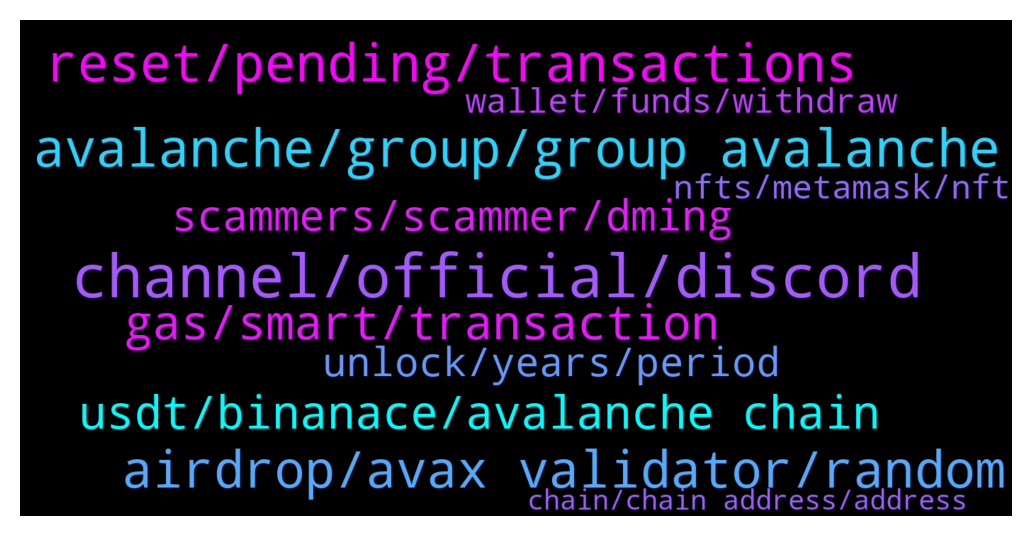 reset/pending/transactions
wallet/funds/withdraw
avalanche/group/group avalanche
nfts/metamask/nft
scammers/scammer/dming
channel/official/discord
gas/smart/transaction
unlock/years/period
usdt/binanace/avalanche chain
airdrop/avax validator/random
chain/chain address/address